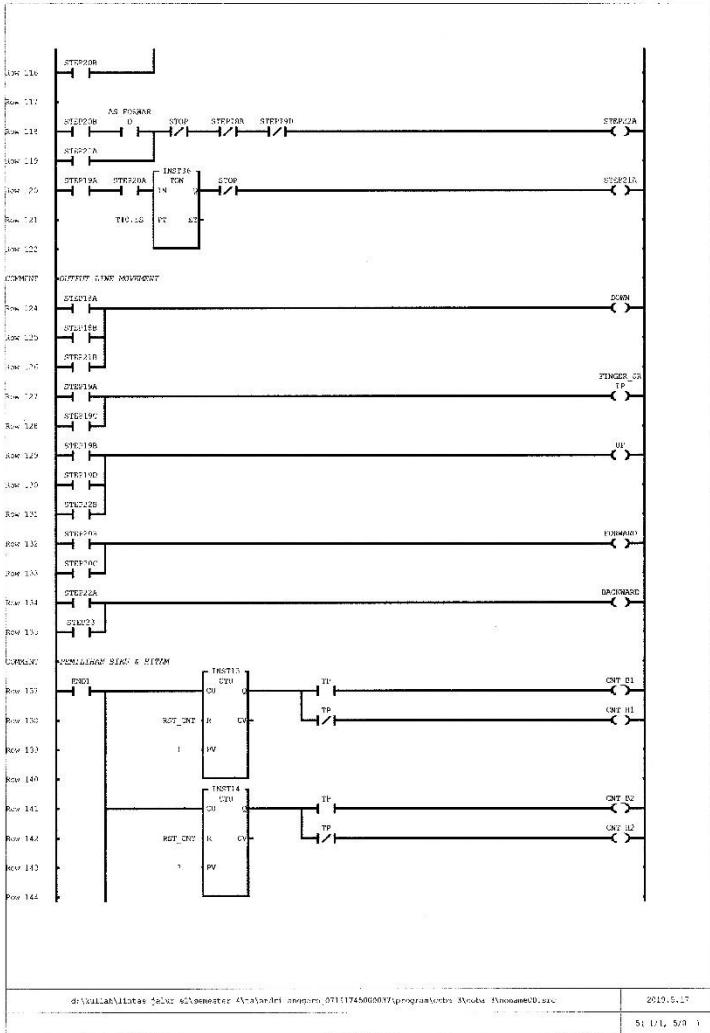 STEP20B
Row 116
Row 117
AS FORWAR
D
STEP20B STOP STEP18A STEP19D STEP22A
Row 118
STEP21A
Row 119
INST36
STEP19A STEP20A TON STOP STEP21A
Row 120 IN Q
Row 121 PT ET
Row 122
COMMENT OUTPUT LINE MOVEMENT
STEP18A DOWN
Row 124
STEP18B
Row 125
STEP21B
Row 126
FINGER_GR
STEP19A IP
Row 127
STEP19C
Row 128
STEP19B UP
Row 129
STEP19D
Row 130
STEP22B
Row 131
FORWARD
Row 132
STEP20C
Row 133
STEP22A BACKWARD
Row 134
STEP23
Row 135
COMMENT PEMILIHAN BIRU & HITAM
INST13
END1 CTU TP CNT_B1
Row 137 CU Q
TP CNT_H1
Row 138 RST_CNT R CV
Row 139 1 PV
Row 140
INST14
CTU TP CNT_B2
Row 141 CU Q
TP CNT_H2
Row 142 RST_CNT R CV
Row 143 PV
Row 144
2019.5.17